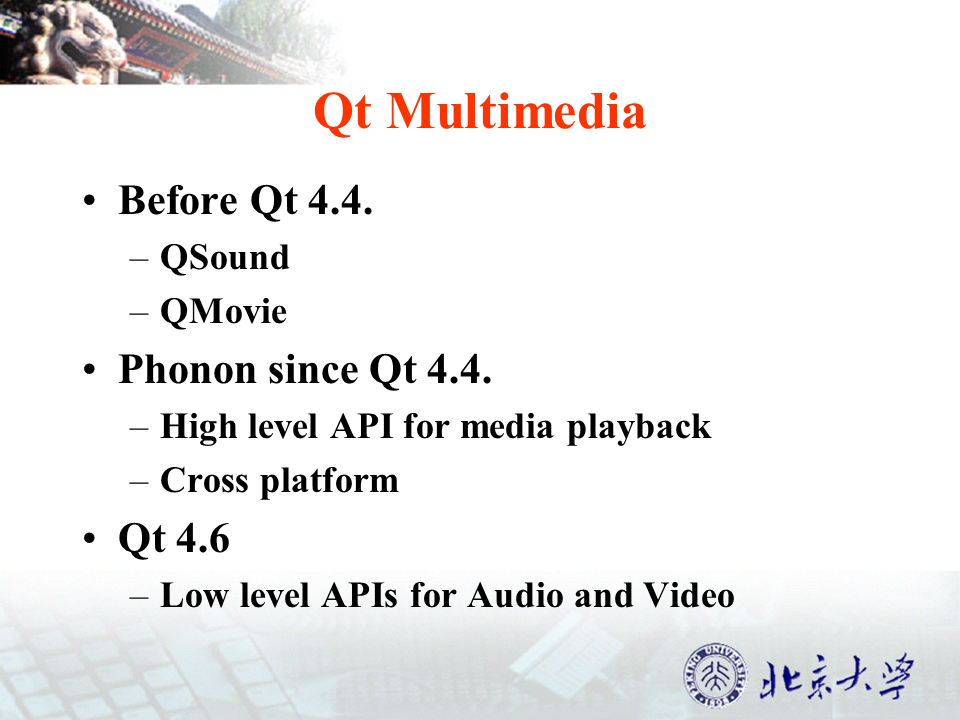 Qt Multimedia
• Before Qt 4.4.
– QSound
– QMovie
• Phonon since Qt 4.4.
– High level API for media playback
– Cross platform
• Qt 4.6
– Low level APIs for Audio and Video
PEKING UNIVERSITY
1898
北京大学